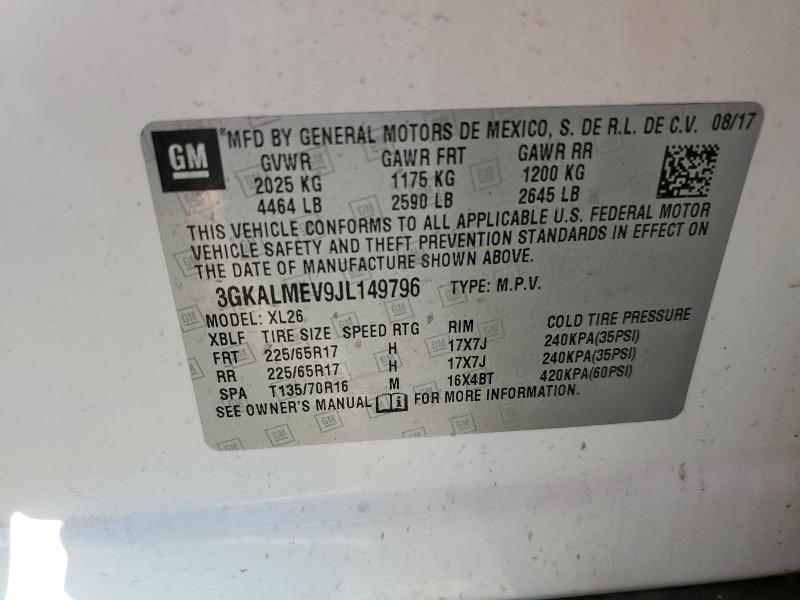 GM
MFD BY GENERAL MOTORS DE MEXICO, S. DE R.L. DE C.V. 08/17
GVWR GAWR FRT GAWR RR
2025 KG 1175 KG 1200 KG
4464 LB 2590 LB 2645 LB
THIS VEHICLE CONFORMS TO ALL APPLICABLE U.S. FEDERAL MOTOR
VEHICLE SAFETY AND THEFT PREVENTION STANDARDS IN EFFECT ON
THE DATE OF MANUFACTURE SHOWN ABOVE.
3GKALMEV9JL149796 TYPE: M.P.V.
MODEL: XL26
XBLF TIRE SIZE SPEED RTG RIM COLD TIRE PRESSURE
FRT 225/65R17 H 17X7J 240KPA(35PSI)
RR 225/65R17 H 17X7J 240KPA(35PSI)
SPA T135/70R16 M 16X4BT 420KPA(60PSI)
SEE OWNER'S MANUAL FOR MORE INFORMATION.